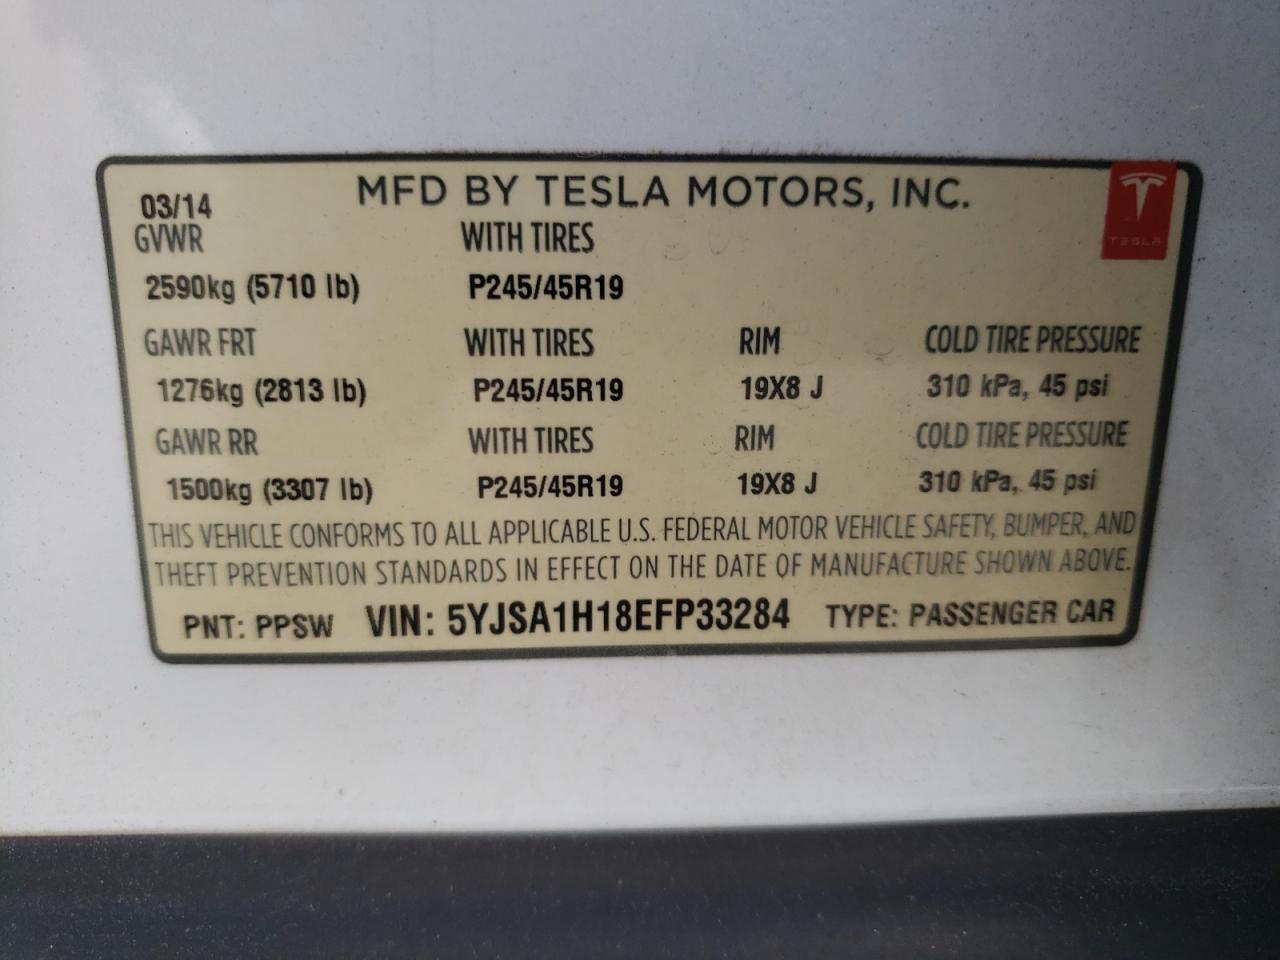 MFD BY TESLA MOTORS, INC.
TESLA
03/14
GVWR WITH TIRES
2590kg (5710 lb) P245/45R19
GAWR FRT WITH TIRES RIM COLD TIRE PRESSURE
1276kg (2813 lb) P245/45R19 19X8 J 310 kPa, 45 psi
GAWR RR WITH TIRES RIM COLD TIRE PRESSURE
1500kg (3307 lb) P245/45R19 19X8 J 310 kPa, 45 psi
THIS VEHICLE CONFORMS TO ALL APPLICABLE U.S. FEDERAL MOTOR VEHICLE SAFETY, BUMPER, AND
THEFT PREVENTION STANDARDS IN EFFECT ON THE DATE OF MANUFACTURE SHOWN ABOVE.
PNT: PPSW VIN: 5YJSA1H18EFP33284 TYPE: PASSENGER CAR